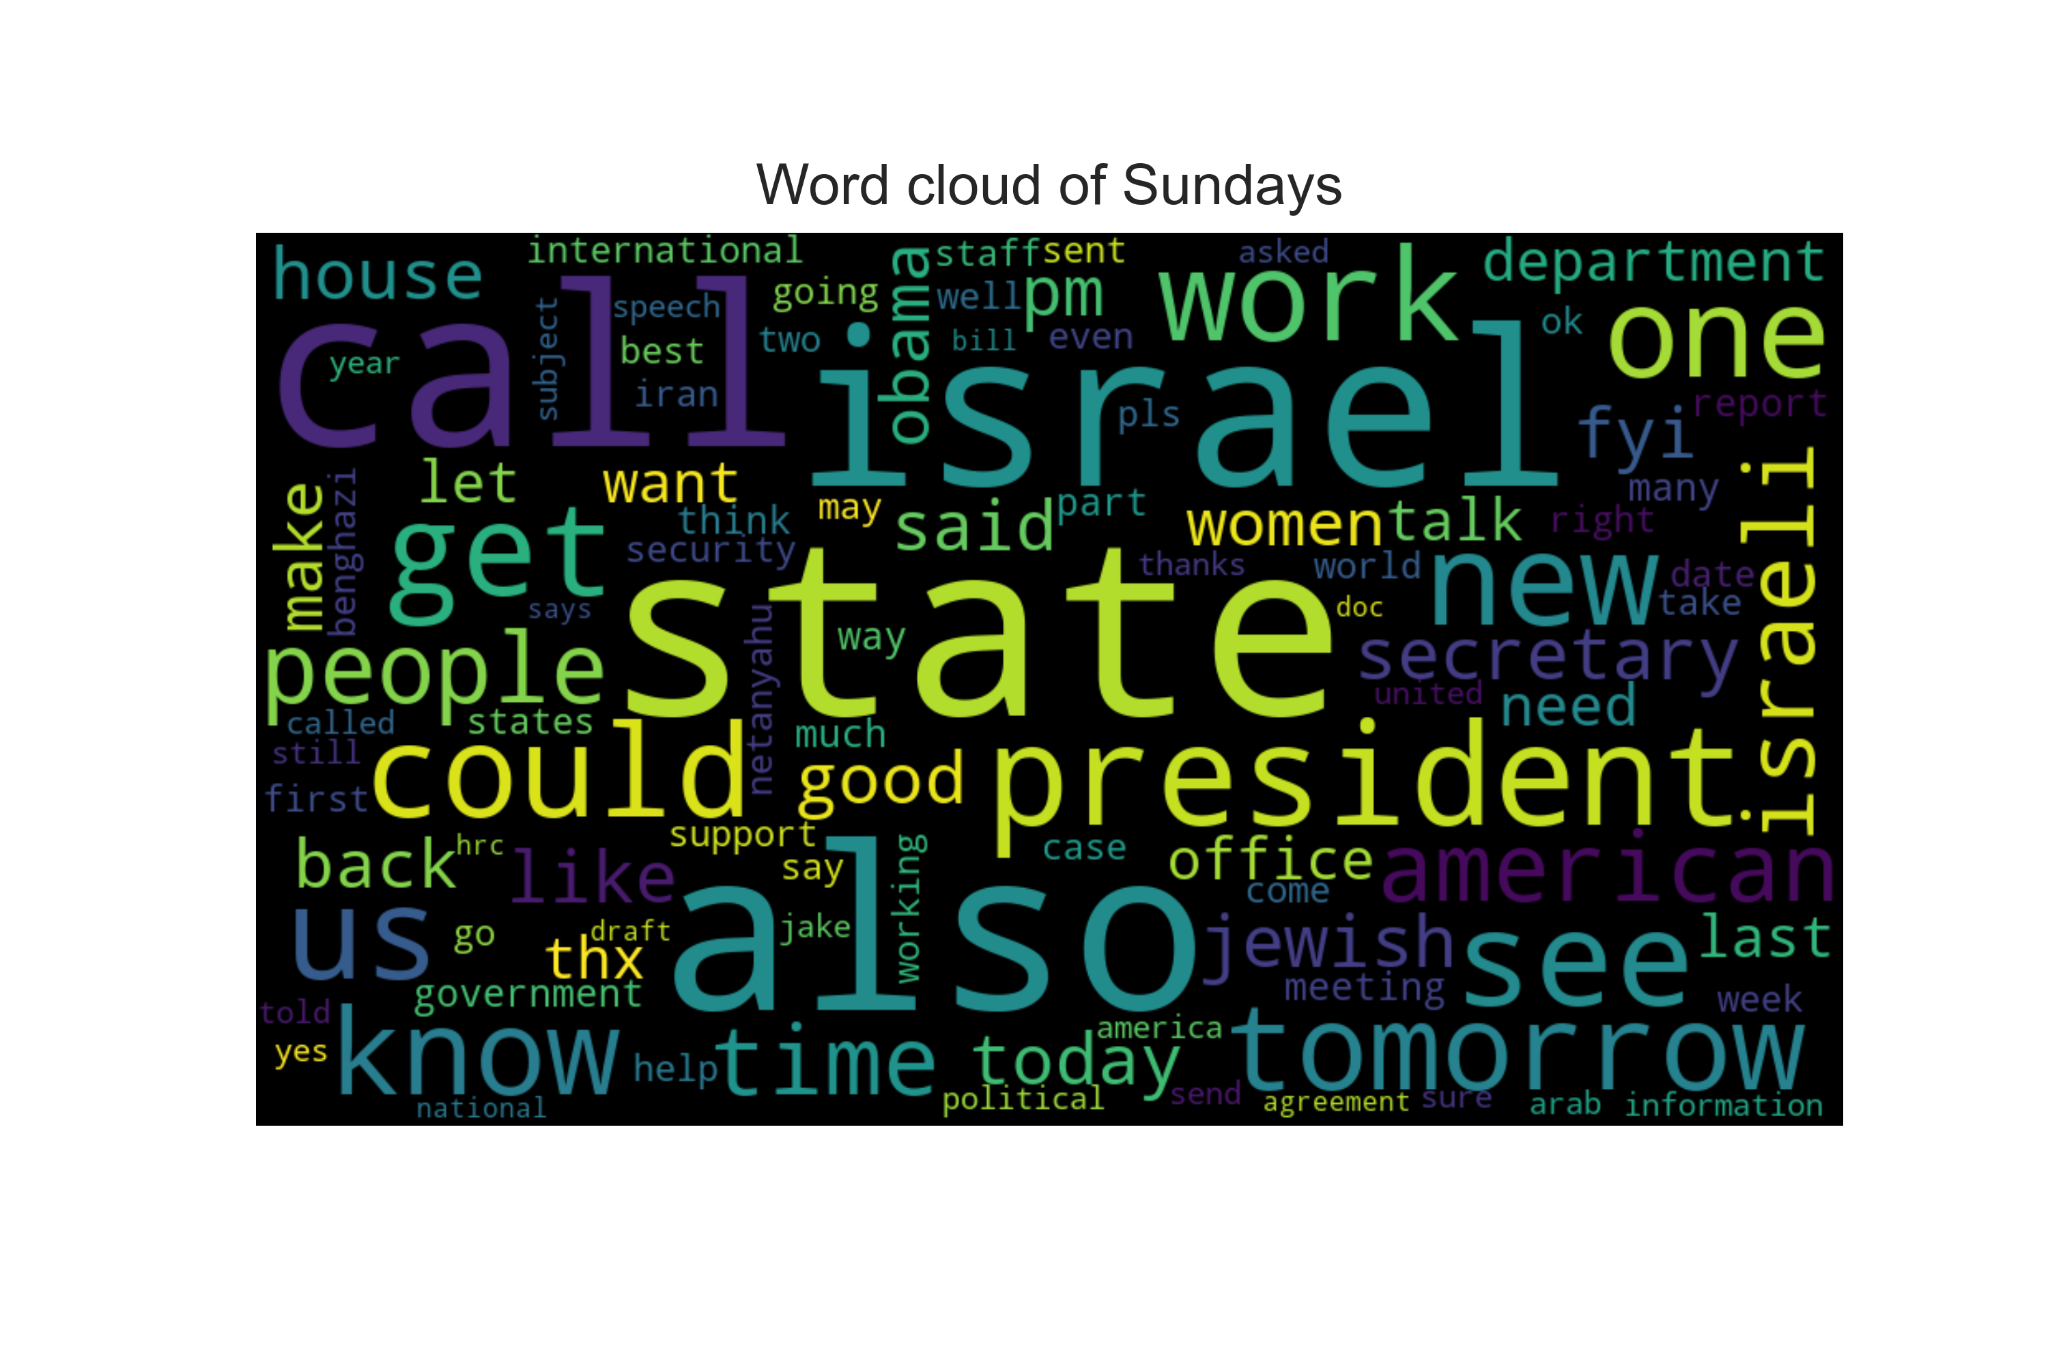 Word cloud of Sundays
house
international
staff
sent
asked
department
call
speech
going
obama
well
pm
work
ok
one
year
subject
best
two
bill
even
iran
israel
pls
fyi
report
let
want
may
said
part
women
talk
many
right
israeli
make
benghazi
get
think
security
thanks
world
new
date
take
says
state
way
doc
secretary
people
netanyahu
united
need
called
states
much
still
first
could
good
president
back
hrc
like
support
say
working
case
office
come
american
us
go
thx
draft
also
jake
jewish
see
last
government
meeting
week
told
yes
know
help
time
today
america
tomorrow
national
political
send
agreement
sure
arab
information